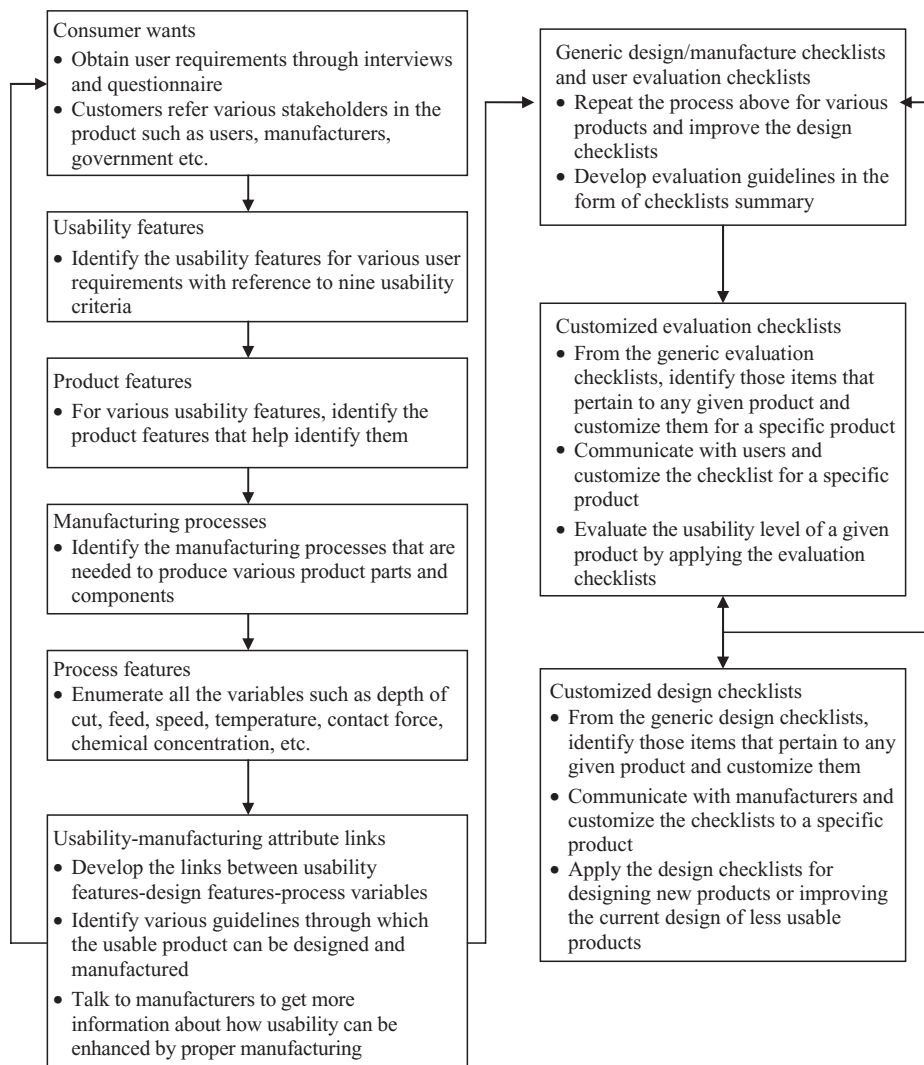 Consumer wants
• Obtain user requirements through interviews
and questionnaire
• Customers refer various stakeholders in the
product such as users, manufacturers,
government etc.
Usability features
• Identify the usability features for various user
requirements with reference to nine usability
criteria
Product features
• For various usability features, identify the
product features that help identify them
Manufacturing processes
• Identify the manufacturing processes that are
needed to produce various product parts and
components
Process features
• Enumerate all the variables such as depth of
cut, feed, speed, temperature, contact force,
chemical concentration, etc.
Usability-manufacturing attribute links
• Develop the links between usability
features-design features-process variables
• Identify various guidelines through which
the usable product can be designed and
manufactured
• Talk to manufacturers to get more
information about how usability can be
enhanced by proper manufacturing
Generic design/manufacture checklists
and user evaluation checklists
• Repeat the process above for various
products and improve the design
checklists
• Develop evaluation guidelines in the
form of checklists summary
Customized evaluation checklists
• From the generic evaluation
checklists, identify those items that
pertain to any given product and
customize them for a specific product
• Communicate with users and
customize the checklist for a specific
product
• Evaluate the usability level of a given
product by applying the evaluation
checklists
Customized design checklists
• From the generic design checklists,
identify those items that pertain to any
given product and customize them
• Communicate with manufacturers and
customize the checklists to a specific
product
• Apply the design checklists for
designing new products or improving
the current design of less usable
products